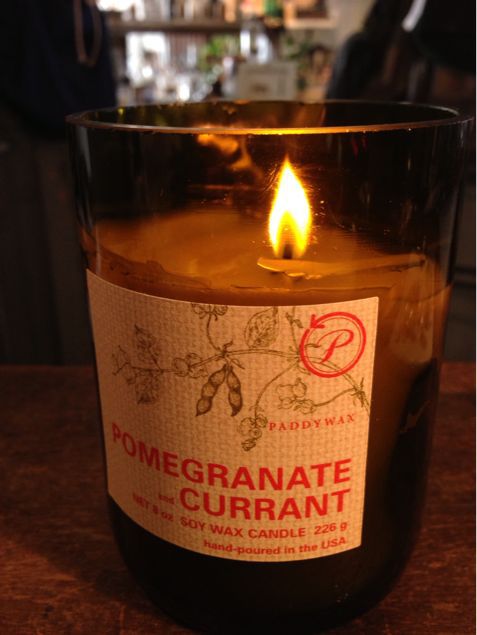 P
PADDYWAX
POMEGRANATE
and CURRANT
NET 8 oz SOY WAX CANDLE 226 g
hand-poured in the USA